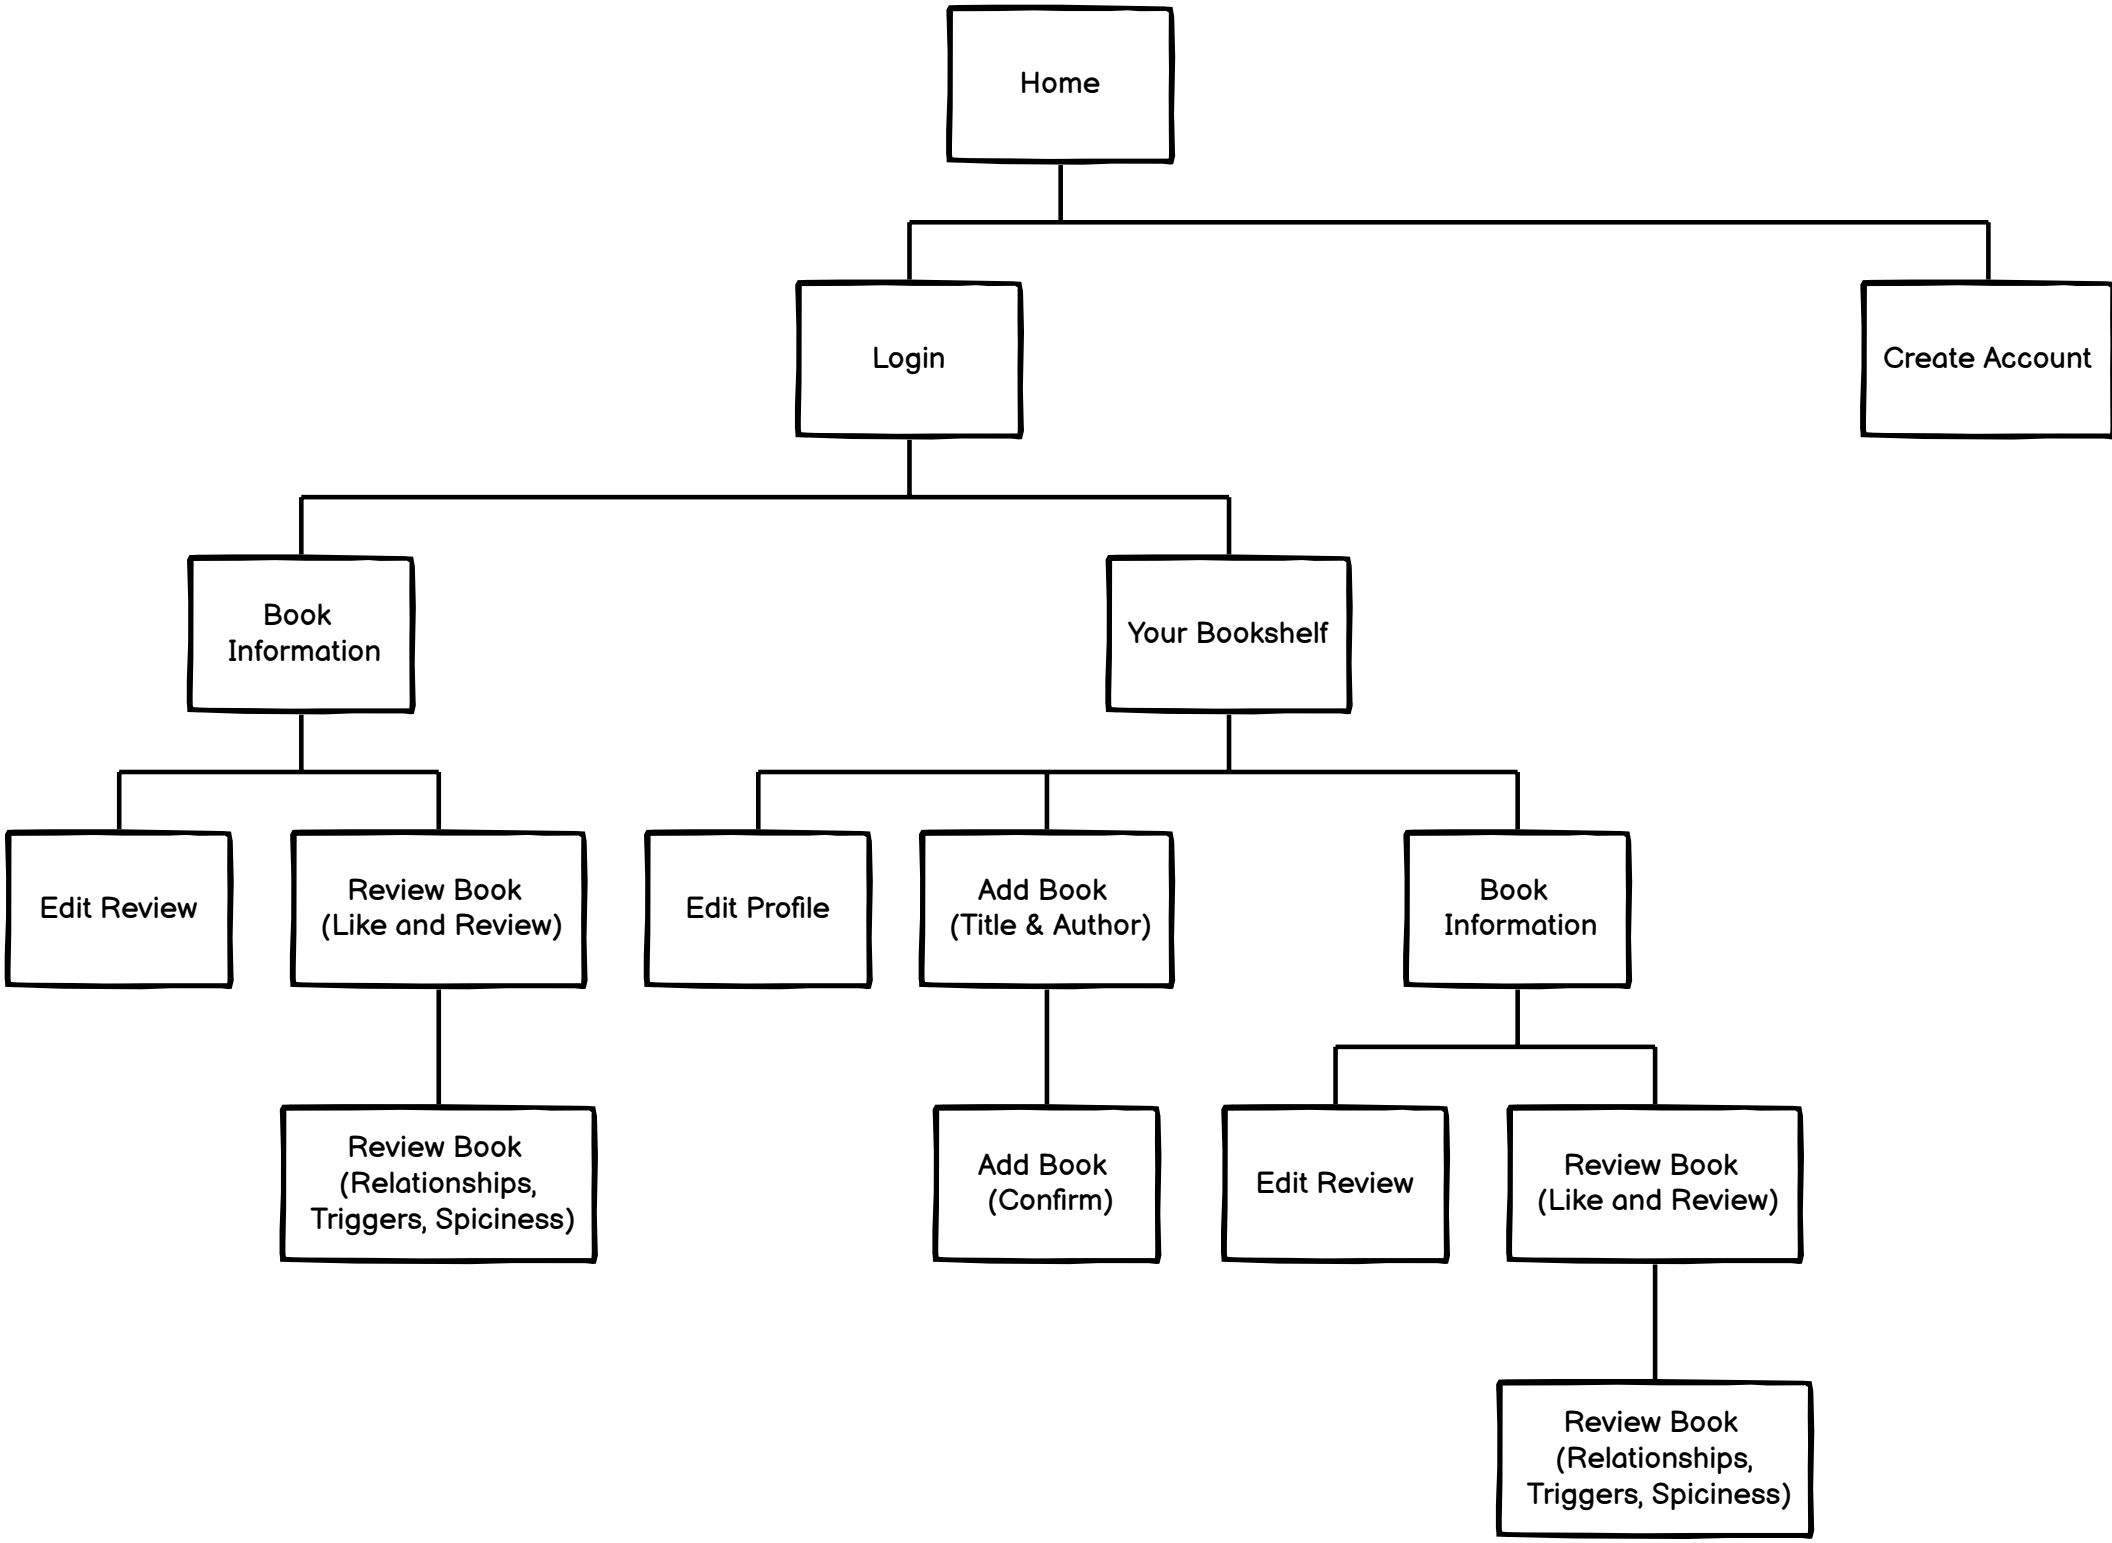 Home
Login
Create Account
Book
Information
Your Bookshelf
Edit Review
Review Book
(Like and Review)
Edit Profile
Add Book
(Title & Author)
Book
Information
Review Book
(Relationships,
Triggers, Spiciness)
Add Book
(Confirm)
Edit Review
Review Book
(Like and Review)
Review Book
(Relationships,
Triggers, Spiciness)